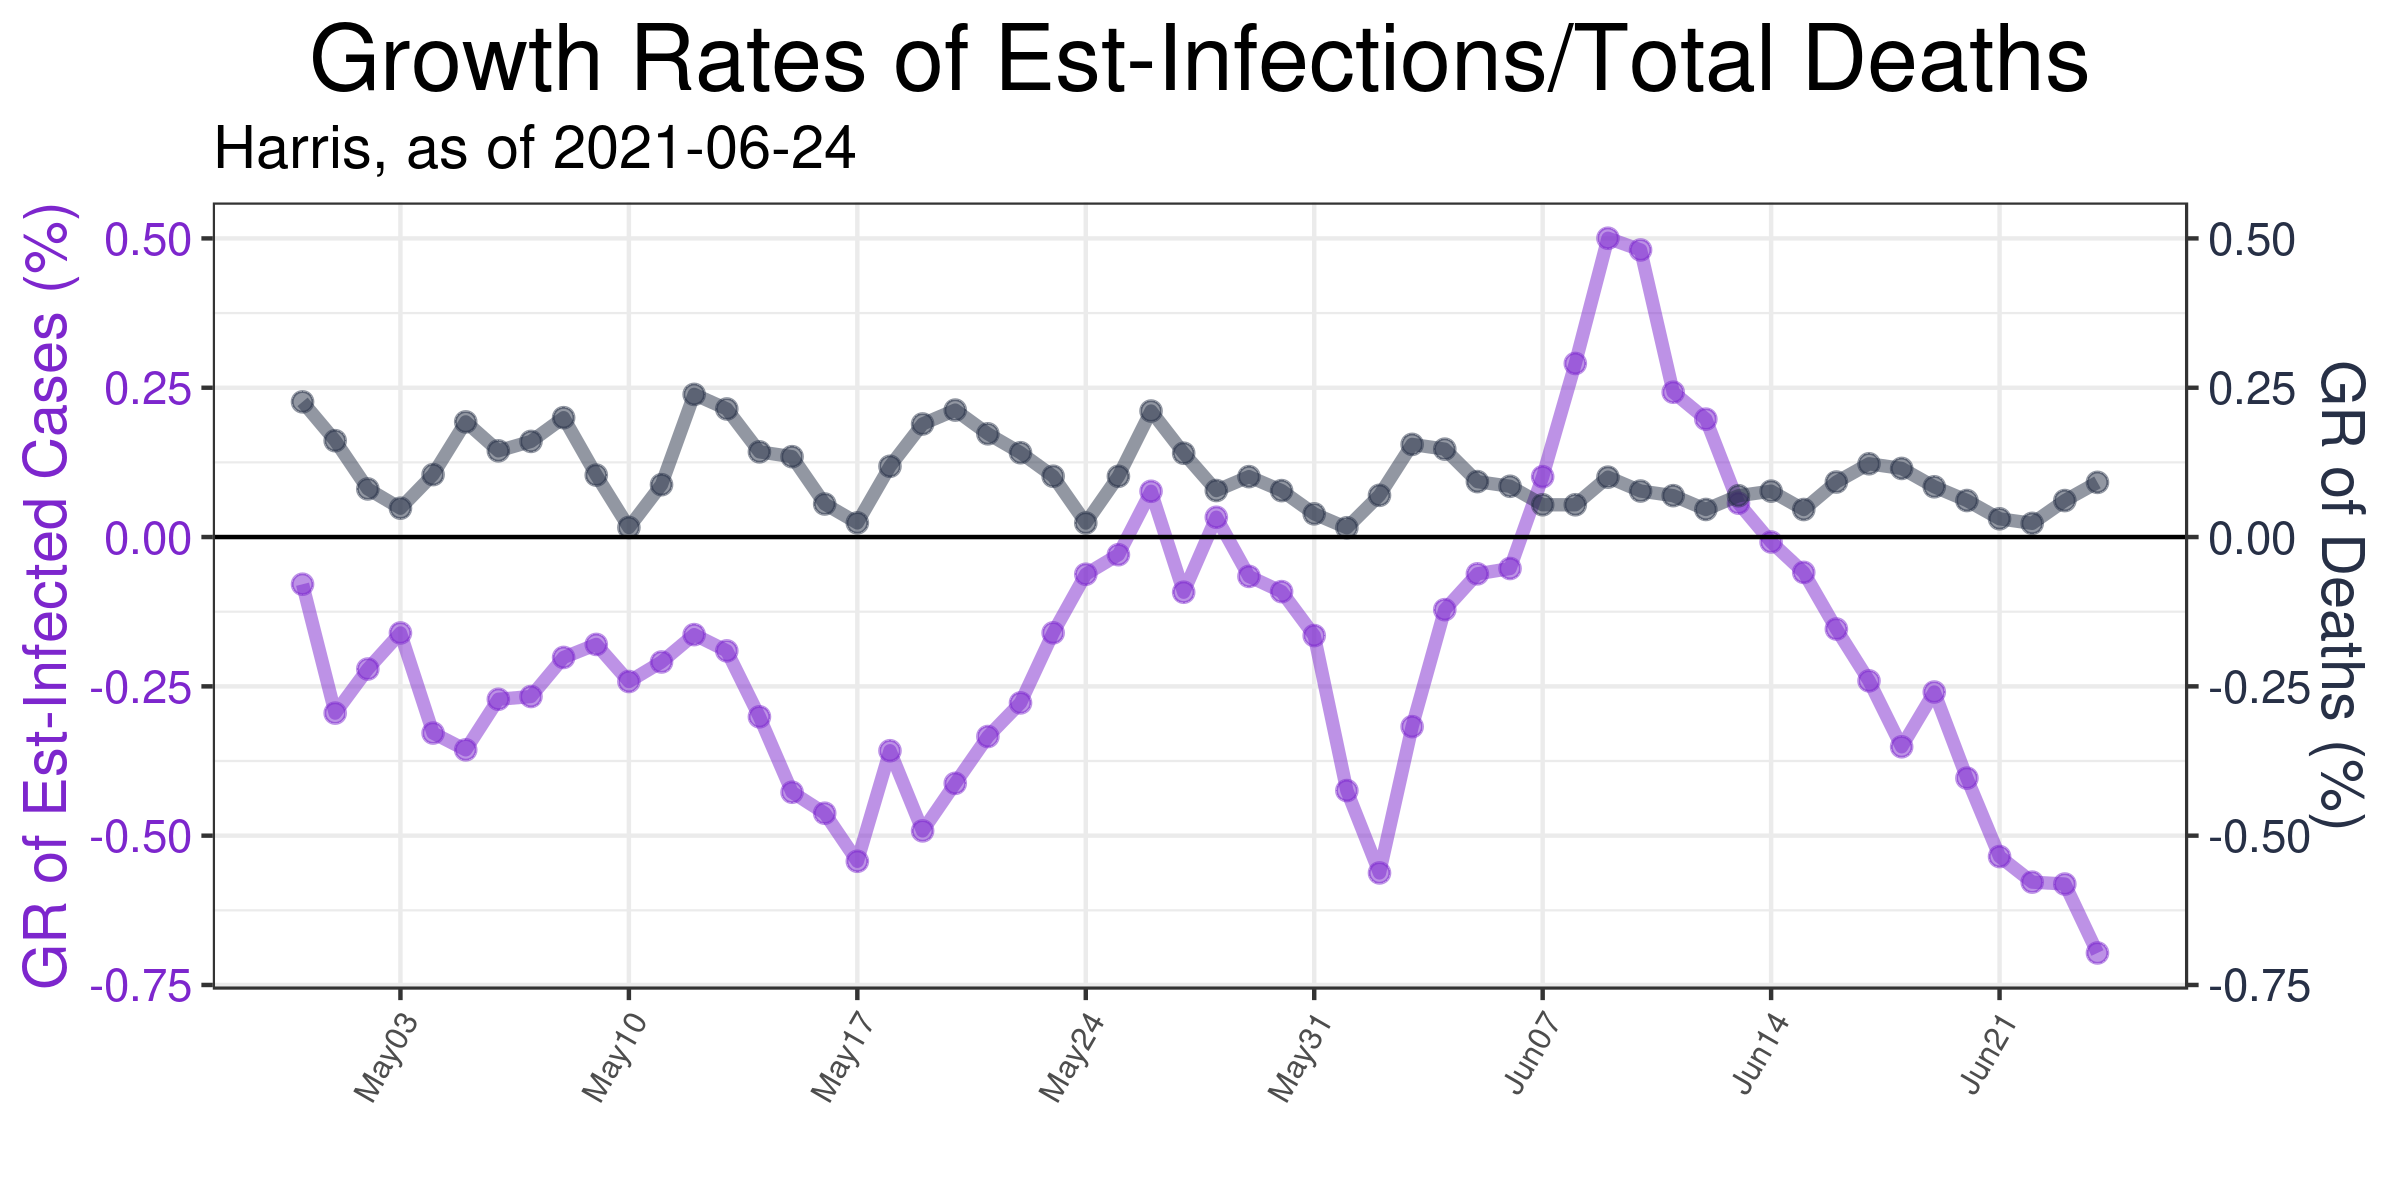 Growth Rates of Est-Infections/Total Deaths
Harris, as of 2021-06-24
GR of Est-Infected Cases (%)
0.50
0.25
0.00
-0.25
-0.50
-0.75
0.50
0.25
0.00
-0.25
-0.50
-0.75
GR of Deaths (%)
May03
May10
May17
May24
May31
Jun07
Jun14
Jun21